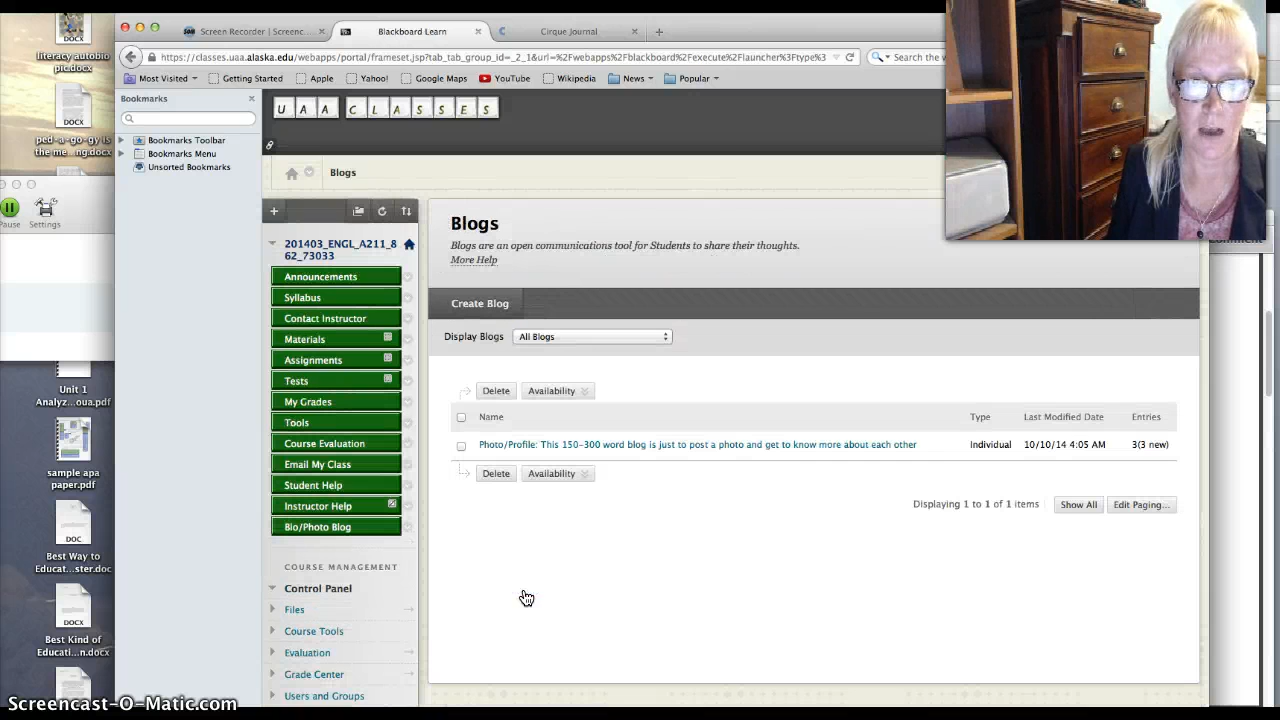 literacy autobio
pic.docx
DOCX
ped-a-go-gy is
the me...ng.docx
Pause
Settings
Unit 1
Analyz...oua.pdf
sample apa
paper.pdf
DOC
Best Way to
Educat...ster.doc
DOCX
Best Kind of
Educati...n.docx
DOCX
Screen Recorder | Screenc...
Blackboard Learn
Cirque Journal
https://classes.uaa.alaska.edu/webapps/portal/frameset.jsp?tab_tab_group_id=_2_1&url=%2Fwebapps%2Fblackboard%2Fexecute%2Flauncher%3Ftype%3
Search the w
Most Visited
Getting Started
Apple
Yahoo!
Google Maps
YouTube
Wikipedia
News
Popular
Bookmarks
Bookmarks Toolbar
Bookmarks Menu
Unsorted Bookmarks
UAA CLASSES
Blogs
201403_ENGL_A211_8
62_73033
Announcements
Syllabus
Contact Instructor
Materials
Assignments
Tests
My Grades
Tools
Course Evaluation
Email My Class
Student Help
Instructor Help
Bio/Photo Blog
COURSE MANAGEMENT
Control Panel
Files
Course Tools
Evaluation
Grade Center
Users and Groups
Blogs
Blogs are an open communications tool for Students to share their thoughts.
More Help
Create Blog
Display Blogs
All Blogs
Delete
Availability
Name Type Last Modified Date Entries
Photo/Profile: This 150-300 word blog is just to post a photo and get to know more about each other Individual 10/10/14 4:05 AM 3(3 new)
Delete
Availability
Displaying 1 to 1 of 1 items
Show All
Edit Paging...
Screencast-O-Matic.com